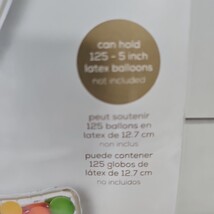 can hold
125 - 5 inch
latex balloons
not included
peut soutenir
125 ballons en
latex de 12.7 cm
non inclus
puede contener
125 globos de
látex de 12.7 cm
no incluidos